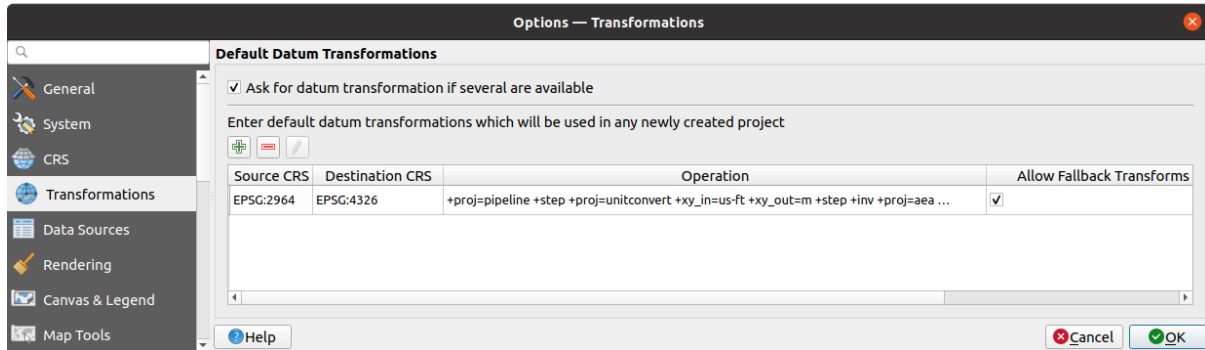 Options — Transformations
Default Datum Transformations
General
System
CRS
Transformations
Data Sources
Rendering
Canvas & Legend
Map Tools
Ask for datum transformation if several are available
Enter default datum transformations which will be used in any newly created project
Source CRS Destination CRS Operation Allow Fallback Transforms
EPSG:2964 EPSG:4326 +proj=pipeline +step +proj=unitconvert +xy_in=us-ft +xy_out=m +step +inv +proj=aea ...
Help Cancel OK